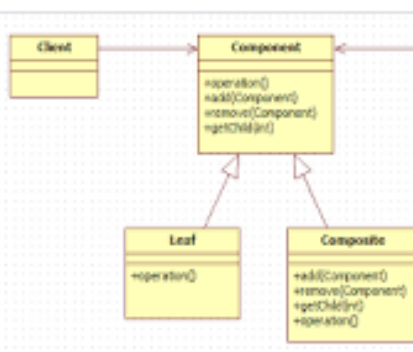 Client
Component
+operation()
+add(Component)
+remove(Component)
+getChild(int)
Leaf
+operation()
Composite
+add(Component)
+remove(Component)
+getChild(int)
+operation()